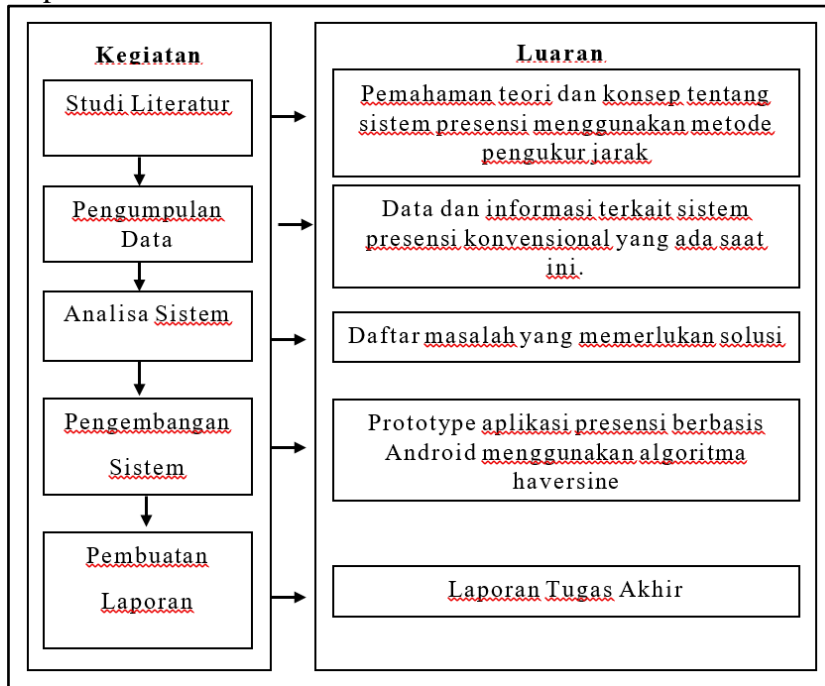 Kegiatan
Luaran
Studi Literatur
Pemahaman teori dan konsep tentang
sistem presensi menggunakan metode
pengukur jarak
Pengumpulan
Data
Data dan informasi terkait sistem
presensi konvensional yang ada saat
ini.
Analisa Sistem
Daftar masalah yang memerlukan solusi
Pengembangan
Sistem
Prototype aplikasi presensi berbasis
Android menggunakan algoritma
haversine
Pembuatan
Laporan
Laporan Tugas Akhir